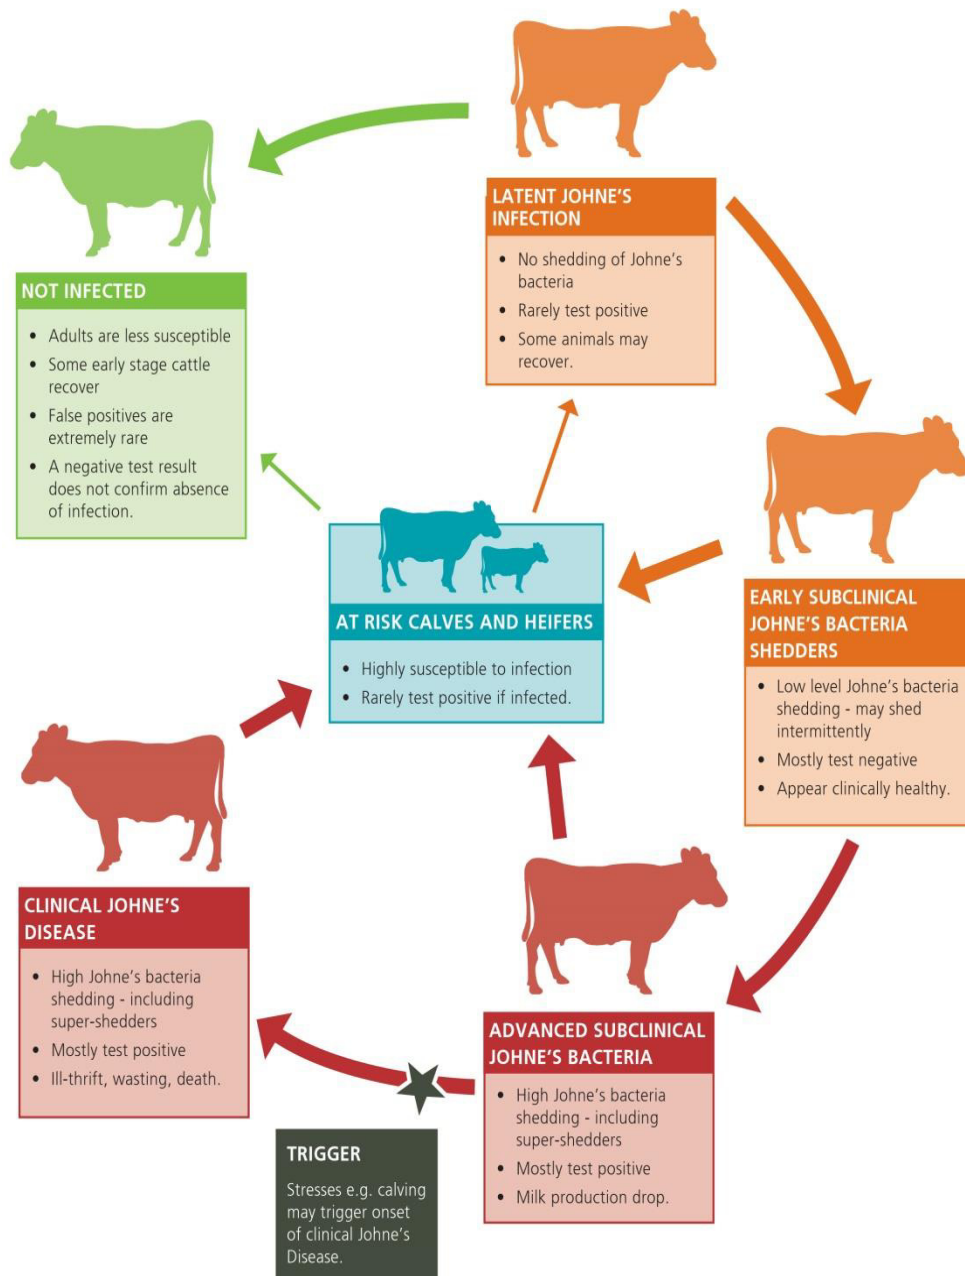 LATENT JOHNE'S
INFECTION
• No shedding of Johne's
bacteria
• Rarely test positive
• Some animals may
recover.
NOT INFECTED
• Adults are less susceptible
• Some early stage cattle
recover
• False positives are
extremely rare
• A negative test result
does not confirm absence
of infection.
AT RISK CALVES AND HEIFERS
• Highly susceptible to infection
• Rarely test positive if infected.
EARLY SUBCLINICAL
JOHNE'S BACTERIA
SHEDDERS
• Low level Johne's bacteria
shedding - may shed
intermittently
• Mostly test negative
• Appear clinically healthy.
CLINICAL JOHNE'S
DISEASE
• High Johne's bacteria
shedding - including
super-shedders
• Mostly test positive
• Ill-thrift, wasting, death.
ADVANCED SUBCLINICAL
JOHNE'S BACTERIA
• High Johne's bacteria
shedding - including
super-shedders
• Mostly test positive
• Milk production drop.
TRIGGER
Stresses e.g. calving
may trigger onset
of clinical Johne's
Disease.